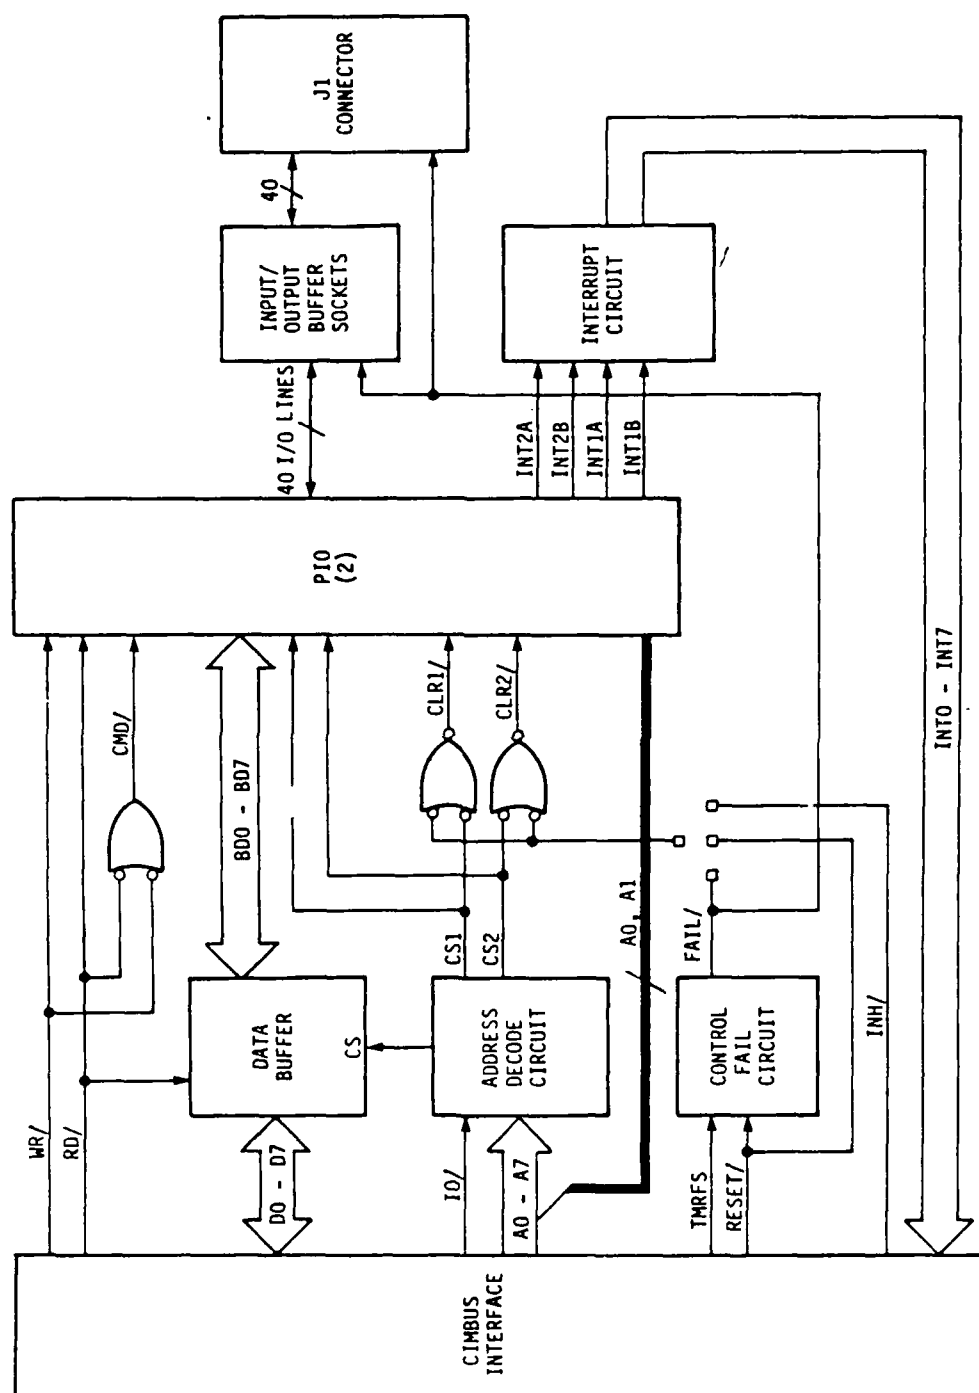 CIMBUS
INTERFACE
WR/
RD/
D0 - D7
IO/
A0 - A7
TMRFS
RESET/
INH/
INT0 - INT7
DATA
BUFFER
CS
ADDRESS
DECODE
CIRCUIT
CONTROL
FAIL
CIRCUIT
CS1
CS2
FAIL/
A0, A1
BD0 - BD7
CMD/
CLR1/
CLR2/
PIO
(2)
40 I/O LINES
INT2A
INT2B
INT1A
INT1B
INPUT/
OUTPUT
BUFFER
SOCKETS
INTERRUPT
CIRCUIT
40
J1
CONNECTOR